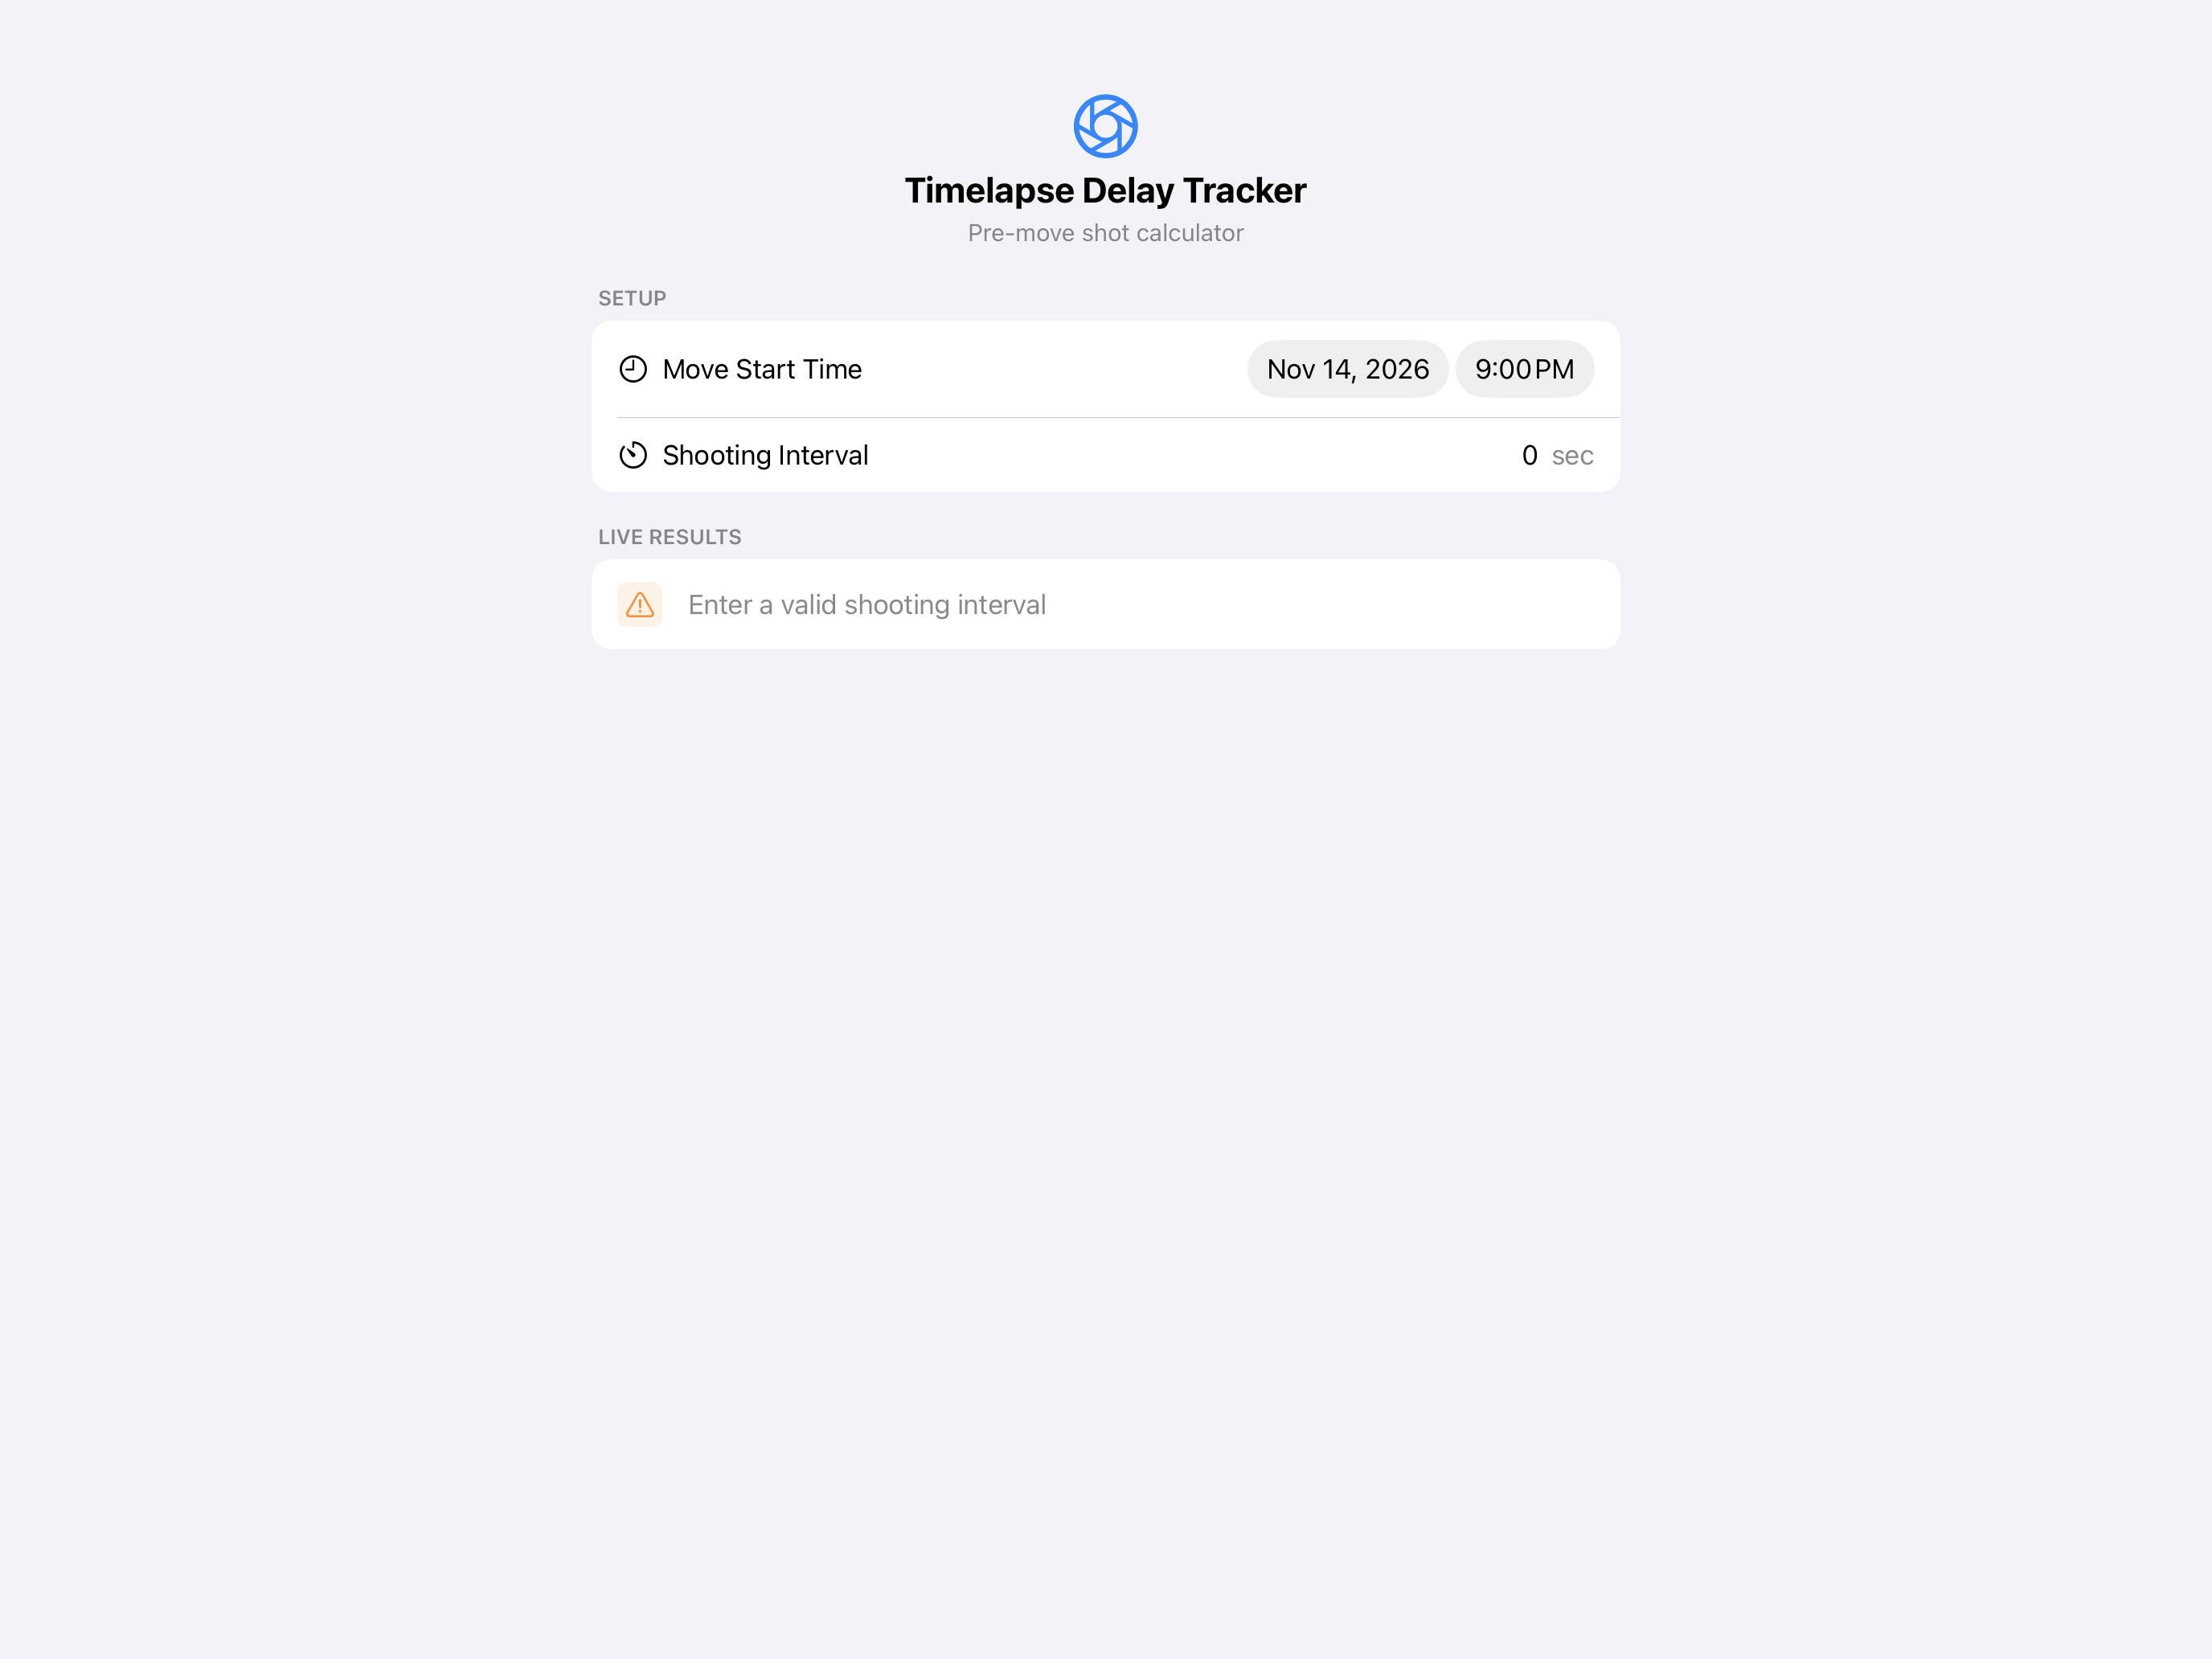 Timelapse Delay Tracker
Pre-move shot calculator
SETUP
Move Start Time Nov 14, 2026 9:00 PM
Shooting Interval 0 sec
LIVE RESULTS
Enter a valid shooting interval